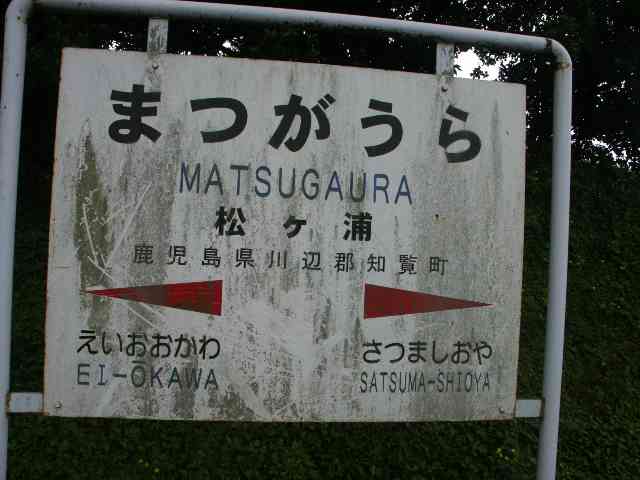 まつがうら
MATSUGAURA
松ヶ浦
鹿児島県川辺郡知覧町
えいおおかわ さつましおや
EI-ŌKAWA SATSUMA-SHIOYA